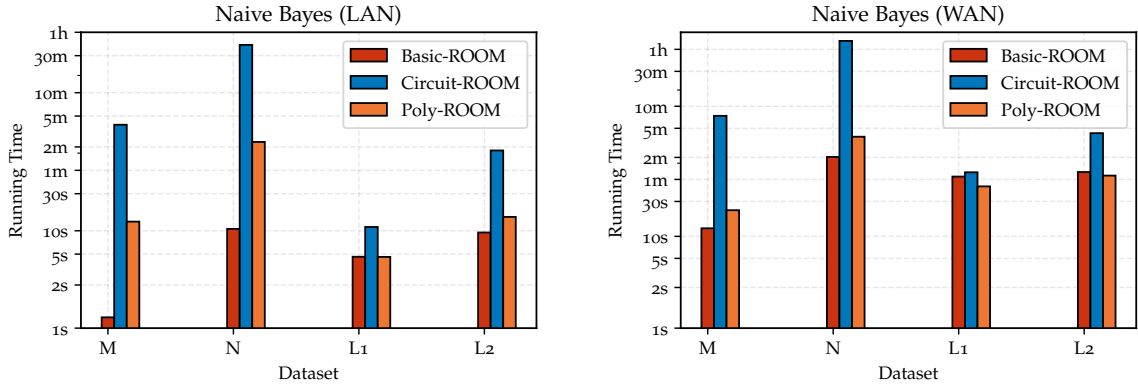 Naive Bayes (LAN)
Running Time
1h
30m
10m
5m
2m
1m
30s
10s
5s
2s
1s
Basic-ROOM
Circuit-ROOM
Poly-ROOM
M
N
L1
L2
Dataset
Naive Bayes (WAN)
Running Time
1h
30m
10m
5m
2m
1m
30s
10s
5s
2s
1s
Basic-ROOM
Circuit-ROOM
Poly-ROOM
M
N
L1
L2
Dataset